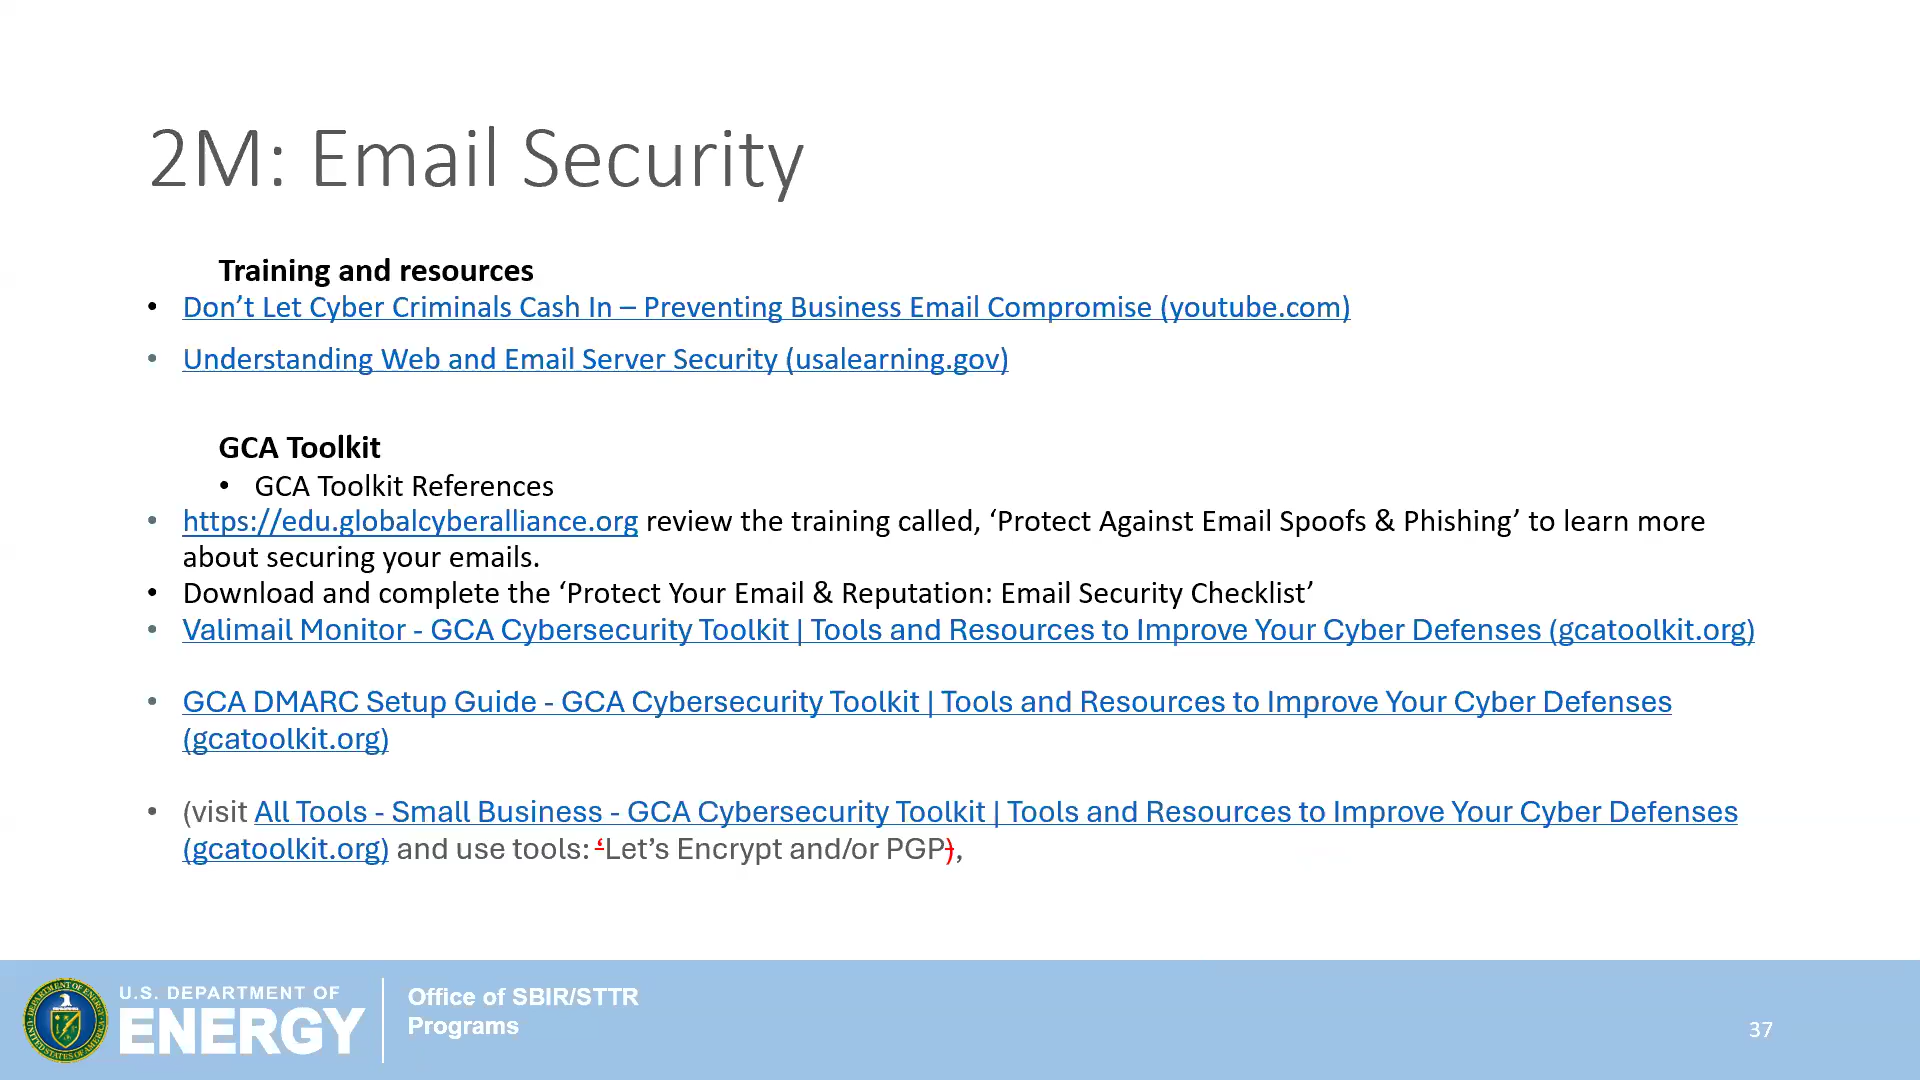 2M: Email Security
Training and resources
• Don’t Let Cyber Criminals Cash In – Preventing Business Email Compromise (youtube.com)
• Understanding Web and Email Server Security (usalearning.gov)
GCA Toolkit
• GCA Toolkit References
• https://edu.globalcyberalliance.org review the training called, ‘Protect Against Email Spoofs & Phishing’ to learn more
about securing your emails.
• Download and complete the ‘Protect Your Email & Reputation: Email Security Checklist’
• Valimail Monitor - GCA Cybersecurity Toolkit | Tools and Resources to Improve Your Cyber Defenses (gcatoolkit.org)
• GCA DMARC Setup Guide - GCA Cybersecurity Toolkit | Tools and Resources to Improve Your Cyber Defenses
(gcatoolkit.org)
• (visit All Tools - Small Business - GCA Cybersecurity Toolkit | Tools and Resources to Improve Your Cyber Defenses
(gcatoolkit.org) and use tools: ‘Let’s Encrypt and/or PGP),
U.S. DEPARTMENT OF
ENERGY
Office of SBIR/STTR
Programs
37